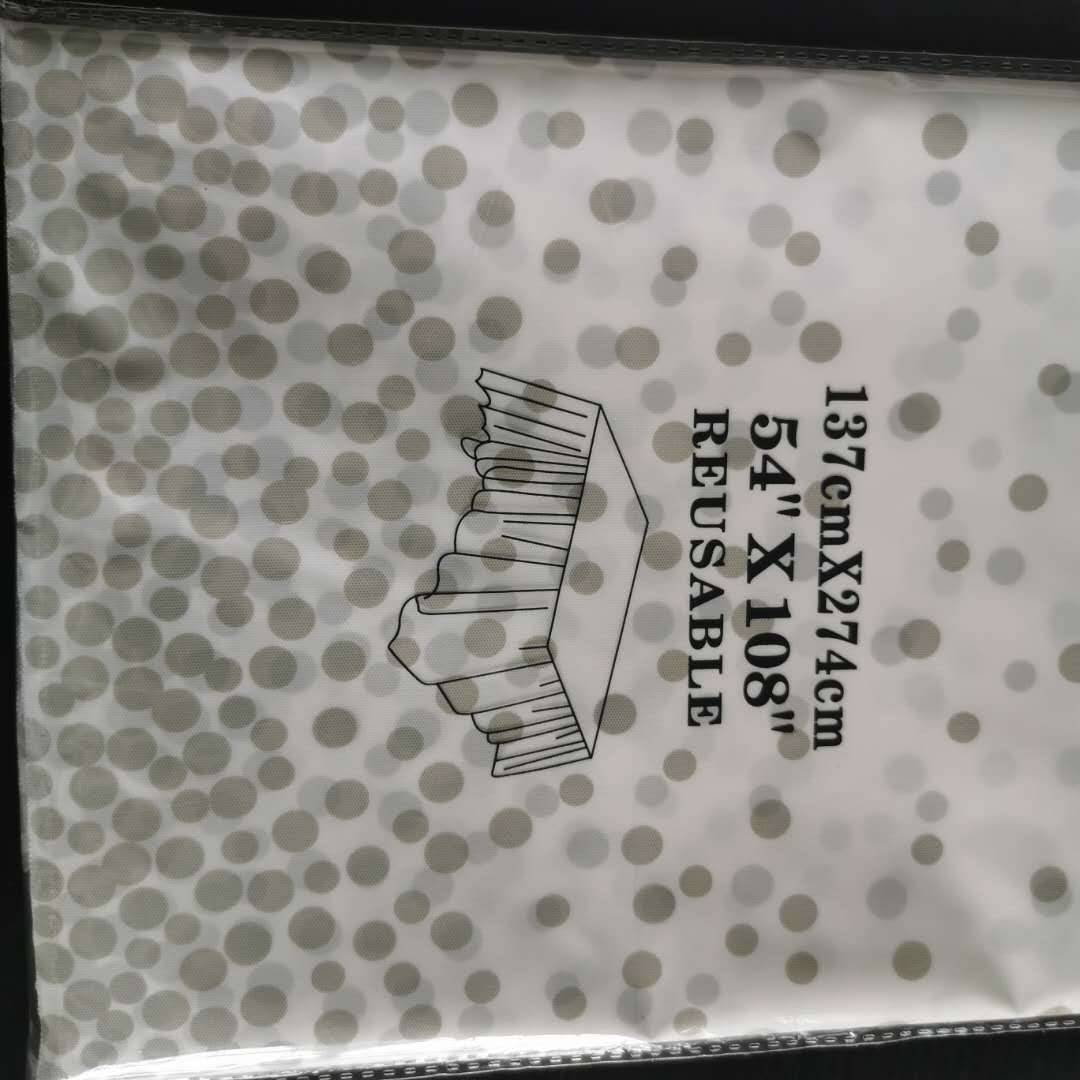 137cmX274cm
54" X 108"
REUSABLE